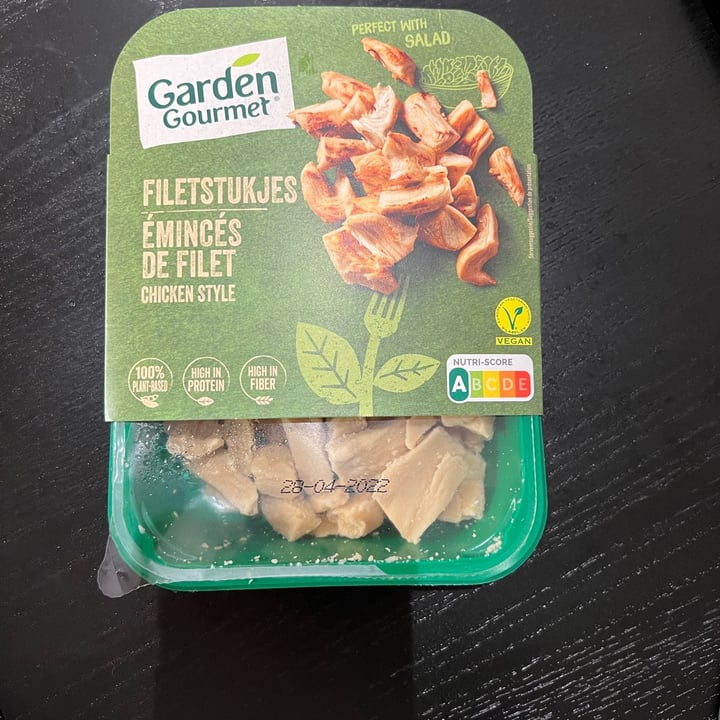 PERFECT WITH
SALAD
Garden
Gourmet®
FILETSTUKJES
ÉMINCÉS
DE FILET
CHICKEN STYLE
100%
PLANT-BASED
HIGH IN
PROTEIN
HIGH IN
FIBER
VEGAN
NUTRI-SCORE
A B C D E
28-04-2022